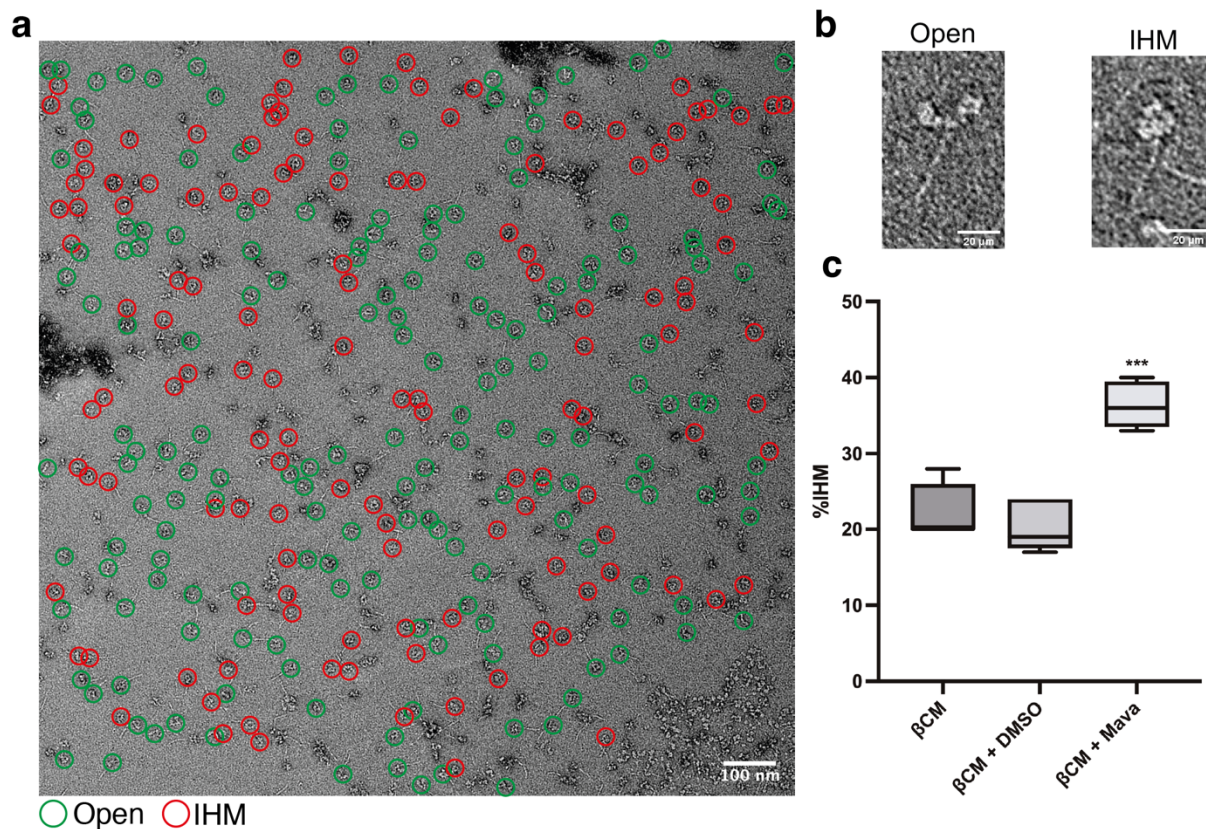 a
100 nm
Open
IHM
b
Open
IHM
20 μm
20 μm
c
50
40
30
20
10
0
%IHM
***
βCM
βCM + DMSO
βCM + Mava